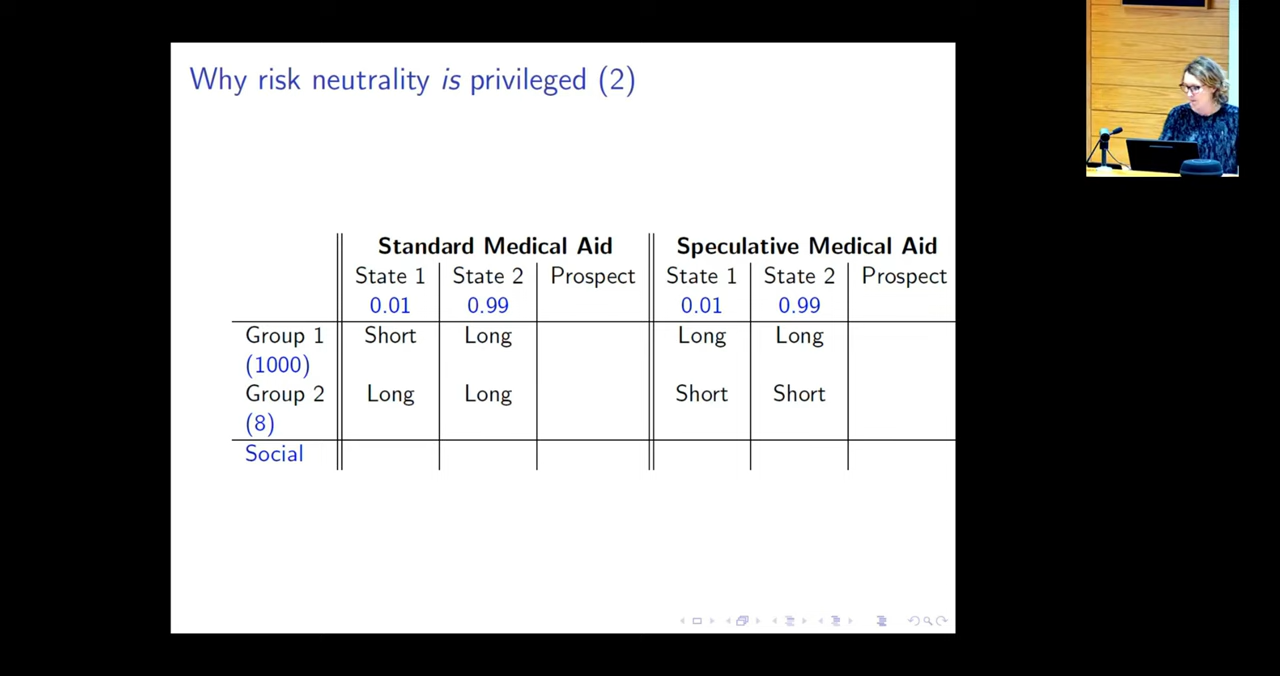 Why risk neutrality is privileged (2)
Standard Medical Aid Speculative Medical Aid
State 1 State 2 Prospect State 1 State 2 Prospect
0.01 0.99 0.01 0.99
Group 1 Short Long Long Long
(1000)
Group 2 Long Long Short Short
(8)
Social